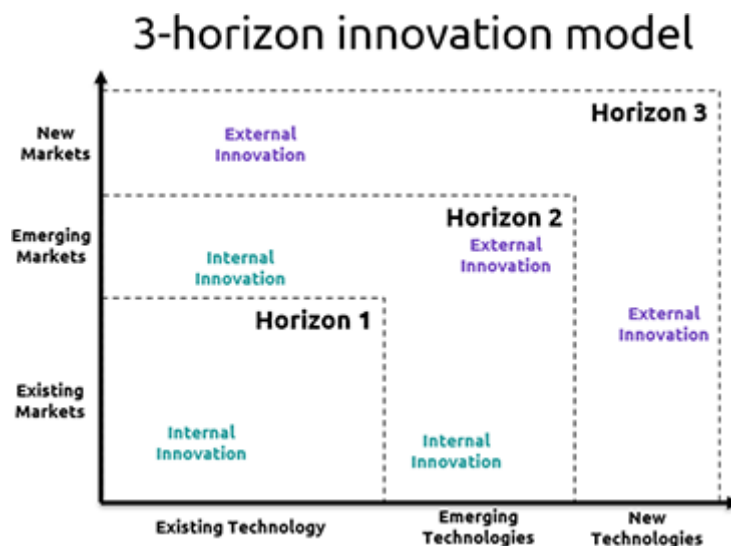 3-horizon innovation model
Horizon 3
New
Markets
External
Innovation
Horizon 2
Emerging
Markets
External
Innovation
Internal
Innovation
Horizon 1
External
Innovation
Existing
Markets
Internal
Innovation
Internal
Innovation
Existing Technology
Emerging
Technologies
New
Technologies